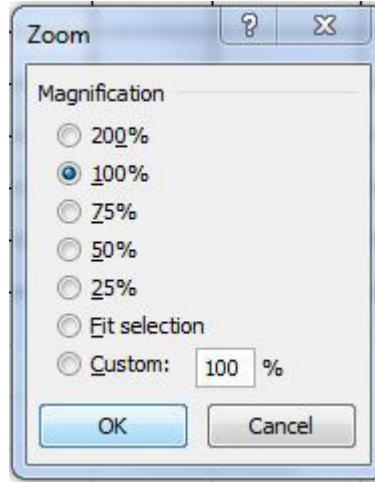 Zoom
Magnification
200%
100%
75%
50%
25%
Fit selection
Custom: 100 %
OK Cancel